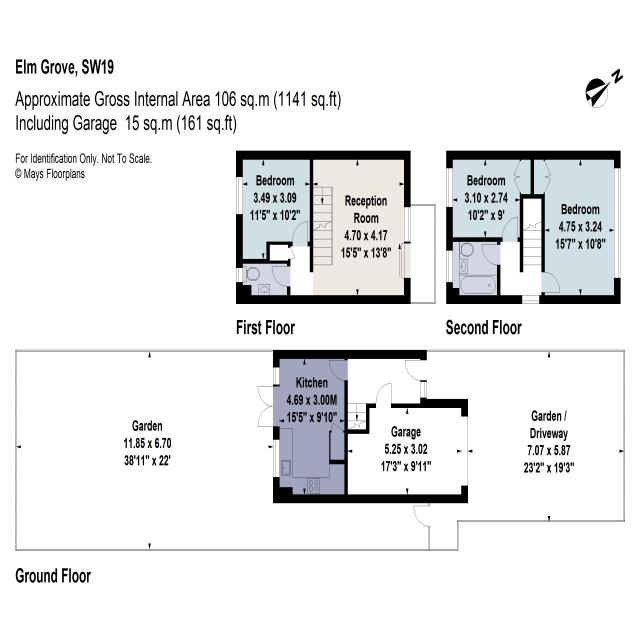 Elm Grove, SW19
Approximate Gross Internal Area 106 sq.m (1141 sq.ft)
Including Garage 15 sq.m (161 sq.ft)
For Identification Only. Not To Scale.
© Mays Floorplans
N
Bedroom
3.49 x 3.09
11'5" x 10'2"
Reception
Room
4.70 x 4.17
15'5" x 13'8"
First Floor
Bedroom
3.10 x 2.74
10'2" x 9'
Bedroom
4.75 x 3.24
15'7" x 10'8"
Second Floor
Garden
11.85 x 6.70
38'11" x 22'
Kitchen
4.69 x 3.00M
15'5" x 9'10"
Garage
5.25 x 3.02
17'3" x 9'11"
Garden /
Driveway
7.07 x 5.87
23'2" x 19'3"
Ground Floor